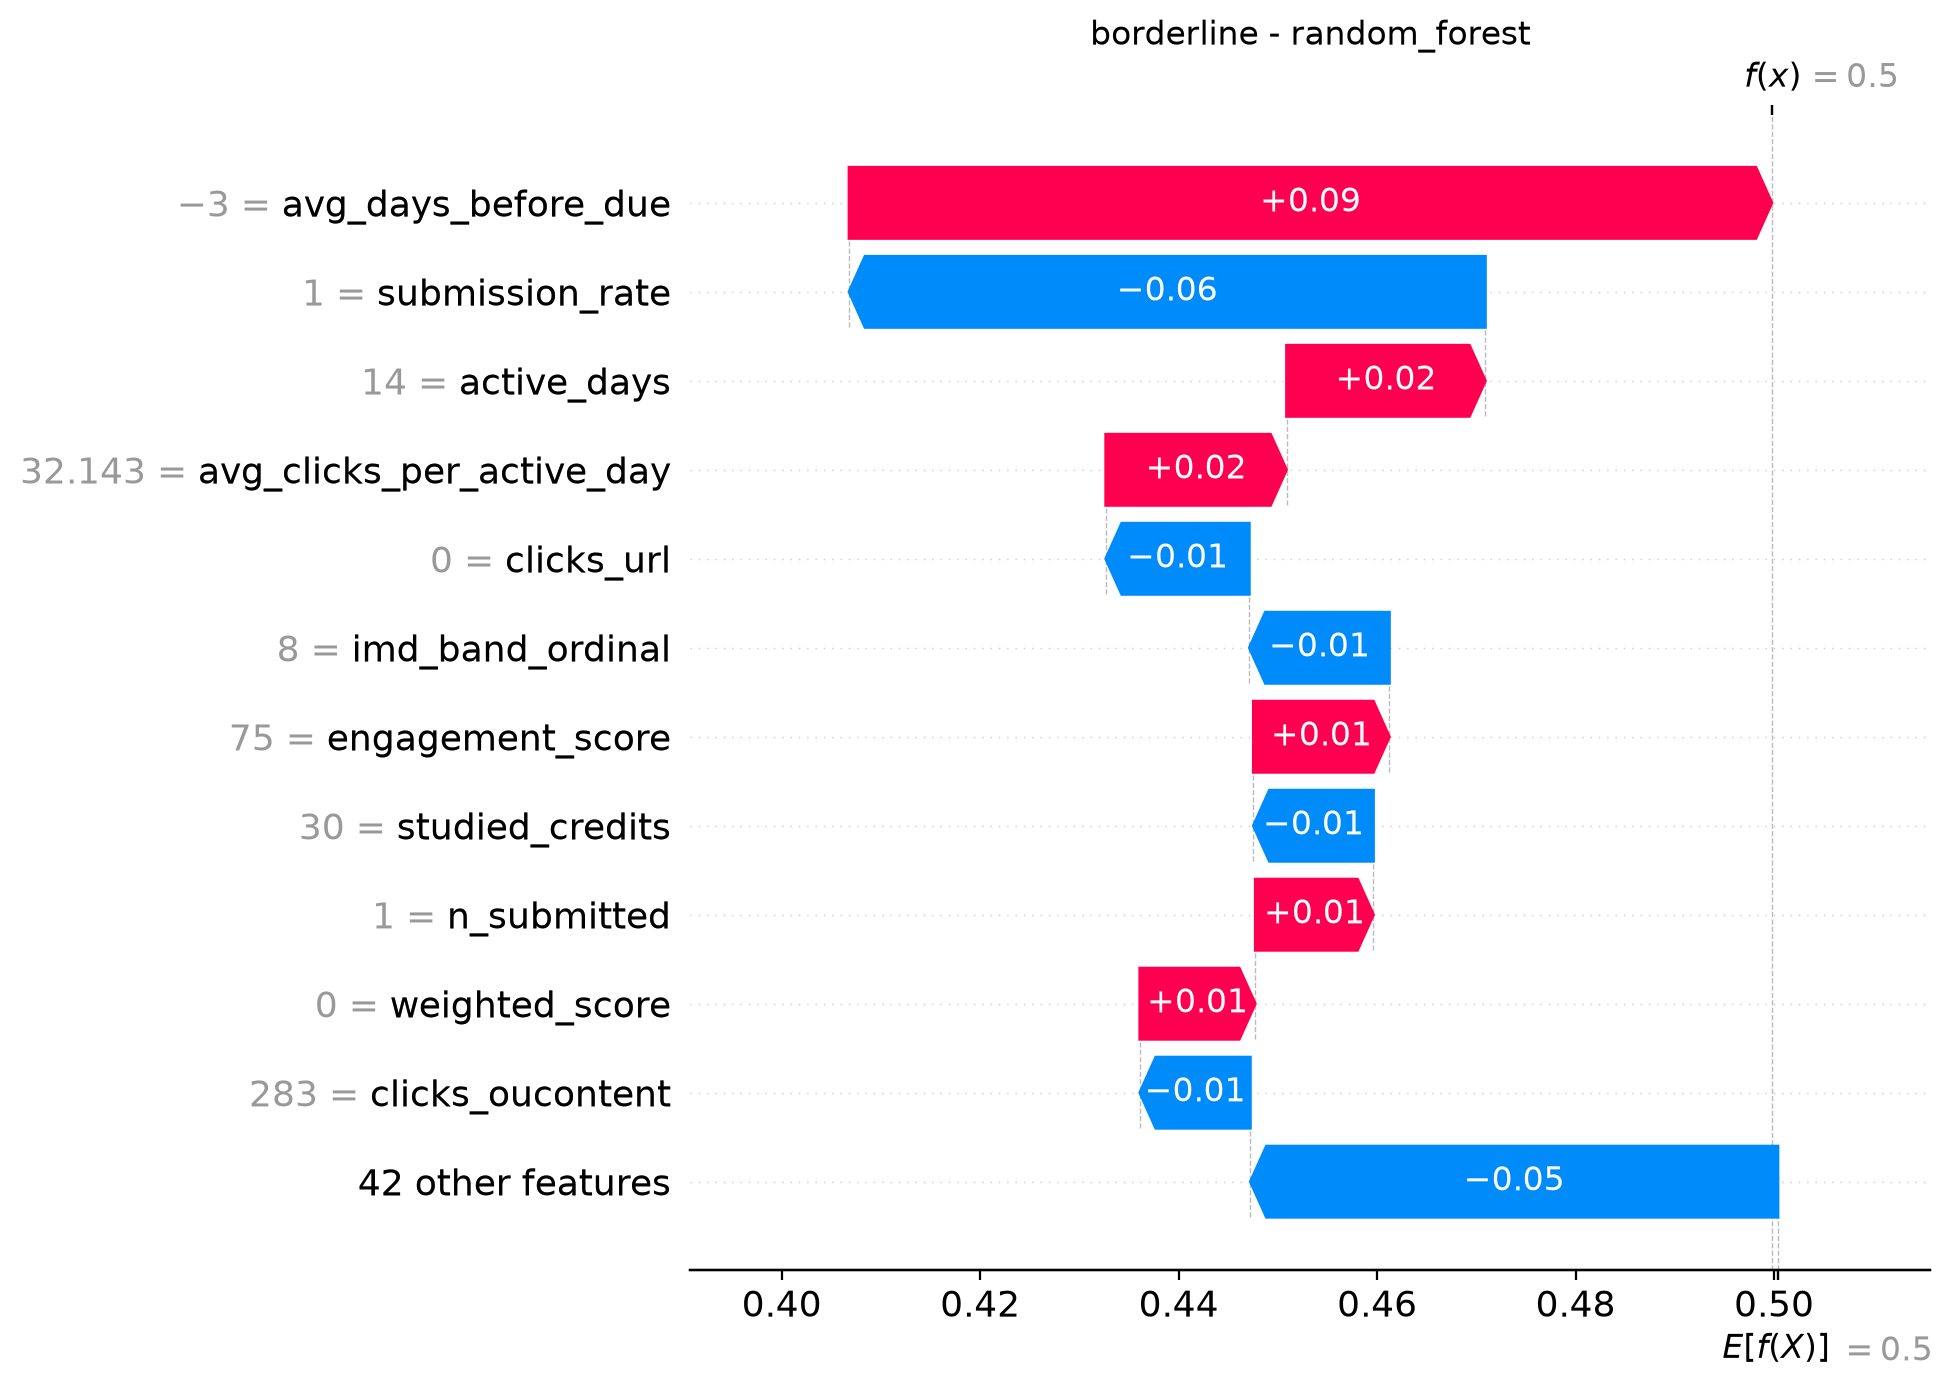 borderline - random_forest
f(x) = 0.5
−3 = avg_days_before_due
+0.09
1 = submission_rate
−0.06
14 = active_days
+0.02
32.143 = avg_clicks_per_active_day
+0.02
0 = clicks_url
−0.01
8 = imd_band_ordinal
−0.01
75 = engagement_score
+0.01
30 = studied_credits
−0.01
1 = n_submitted
+0.01
0 = weighted_score
+0.01
283 = clicks_oucontent
−0.01
42 other features
−0.05
0.40 0.42 0.44 0.46 0.48 0.50
E[f(X)] = 0.5